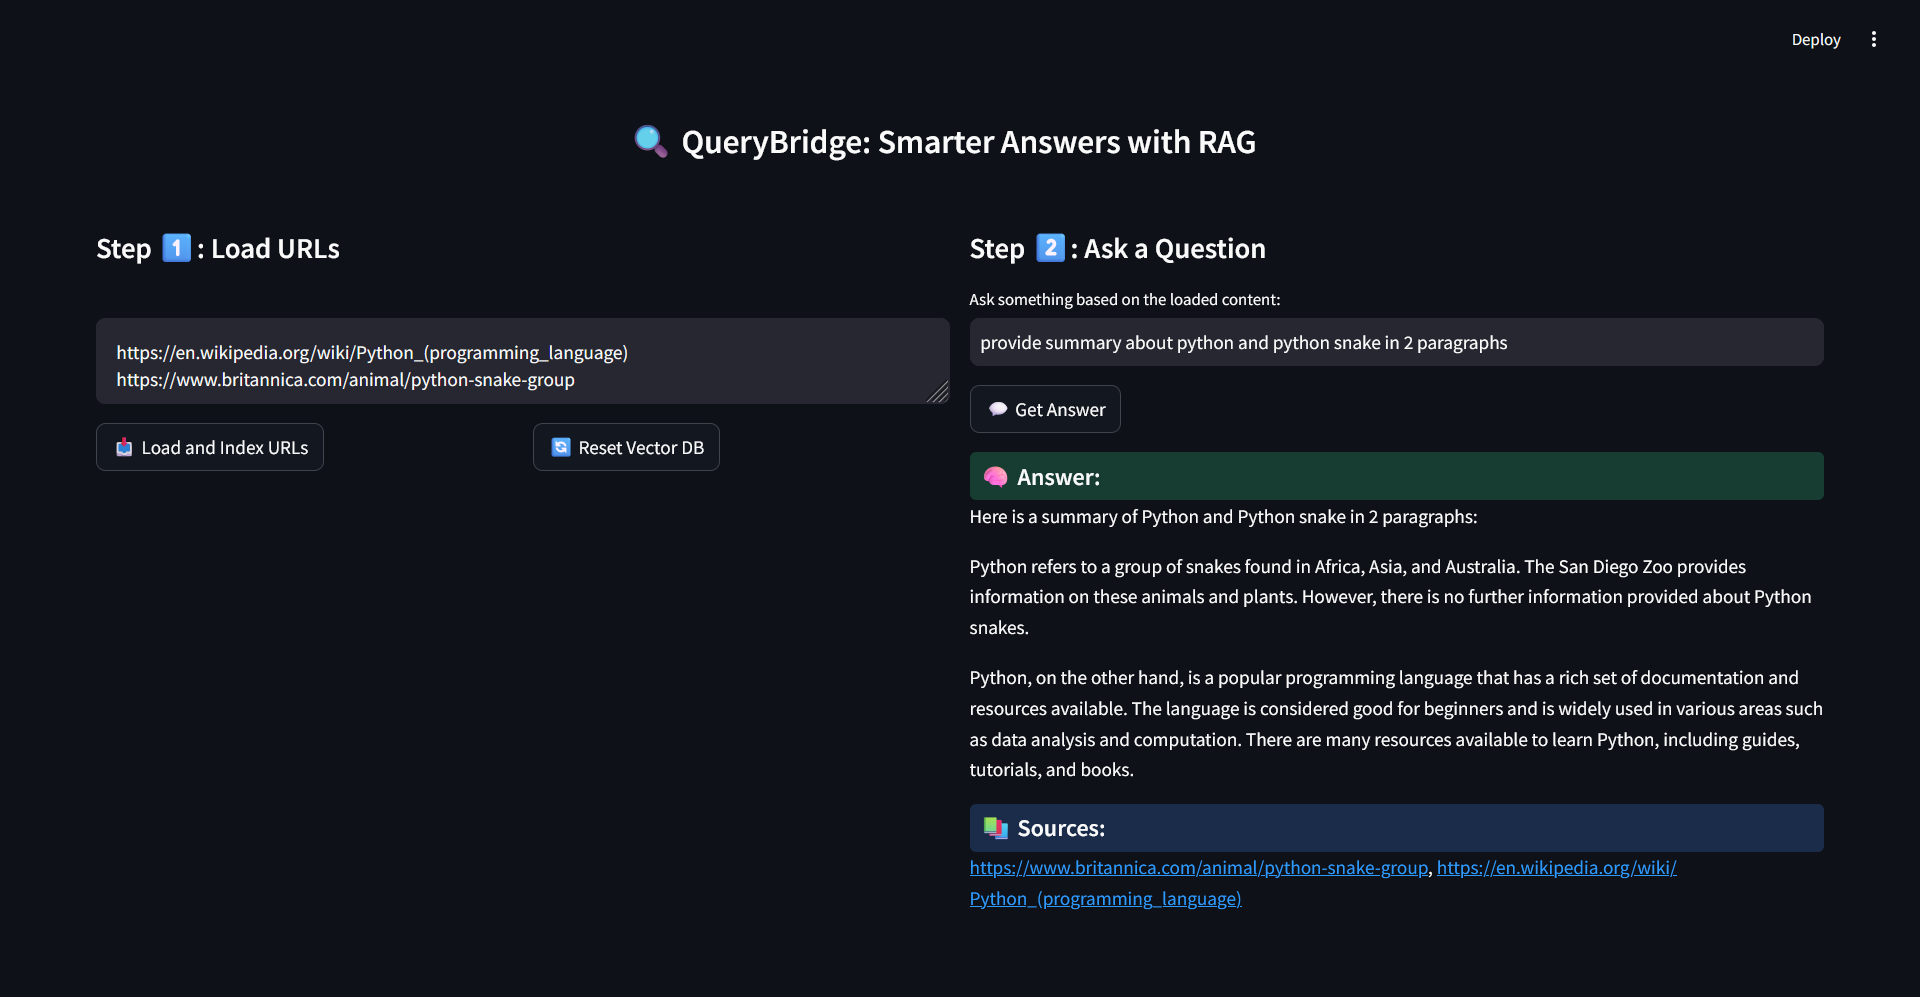 Deploy
🔍 QueryBridge: Smarter Answers with RAG
Step 1️⃣ : Load URLs
https://en.wikipedia.org/wiki/Python_(programming_language)
https://www.britannica.com/animal/python-snake-group
📥 Load and Index URLs
🔄 Reset Vector DB
Step 2️⃣ : Ask a Question
Ask something based on the loaded content:
provide summary about python and python snake in 2 paragraphs
💬 Get Answer
🧠 Answer:
Here is a summary of Python and Python snake in 2 paragraphs:
Python refers to a group of snakes found in Africa, Asia, and Australia. The San Diego Zoo provides
information on these animals and plants. However, there is no further information provided about Python
snakes.
Python, on the other hand, is a popular programming language that has a rich set of documentation and
resources available. The language is considered good for beginners and is widely used in various areas such
as data analysis and computation. There are many resources available to learn Python, including guides,
tutorials, and books.
📚 Sources:
https://www.britannica.com/animal/python-snake-group, https://en.wikipedia.org/wiki/
Python_(programming_language)